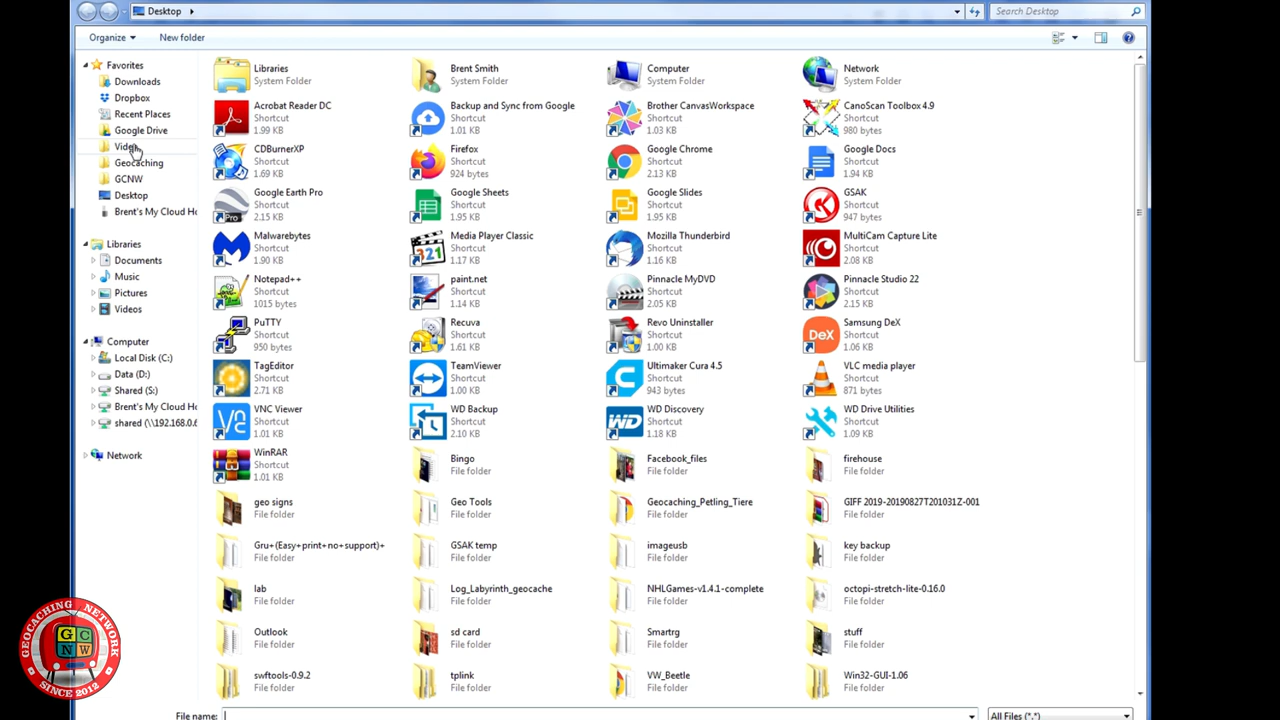 Desktop
Search Desktop
Organize
New folder
Favorites
Downloads
Dropbox
Recent Places
Google Drive
Geocaching
GCNW
Desktop
Brent's My Cloud Ho
Libraries
Documents
Music
Pictures
Videos
Computer
Local Disk (C:)
Data (D:)
Shared (S:)
Brent's My Cloud Ho
shared (\\192.168.0.6
Network
Libraries
System Folder
Brent Smith
System Folder
Computer
System Folder
Network
System Folder
Acrobat Reader DC
Shortcut
1.99 KB
Backup and Sync from Google
Shortcut
1.01 KB
Brother CanvasWorkspace
Shortcut
1.03 KB
CanoScan Toolbox 4.9
Shortcut
980 bytes
CDBurnerXP
Shortcut
1.69 KB
Firefox
Shortcut
924 bytes
Google Chrome
Shortcut
2.13 KB
Google Docs
Shortcut
1.94 KB
Pro
Google Earth Pro
Shortcut
2.15 KB
Google Sheets
Shortcut
1.95 KB
Google Slides
Shortcut
1.95 KB
GSAK
Shortcut
947 bytes
Malwarebytes
Shortcut
1.90 KB
321
Media Player Classic
Shortcut
1.17 KB
Mozilla Thunderbird
Shortcut
1.16 KB
MultiCam Capture Lite
Shortcut
2.08 KB
Notepad++
Shortcut
1015 bytes
paint.net
Shortcut
1.14 KB
Pinnacle MyDVD
Shortcut
2.05 KB
Pinnacle Studio 22
Shortcut
2.15 KB
PuTTY
Shortcut
950 bytes
Recuva
Shortcut
1.61 KB
Revo Uninstaller
Shortcut
1.00 KB
DeX
Samsung DeX
Shortcut
1.06 KB
TagEditor
Shortcut
2.71 KB
TeamViewer
Shortcut
1.00 KB
Ultimaker Cura 4.5
Shortcut
943 bytes
VLC media player
Shortcut
871 bytes
VNC Viewer
Shortcut
1.01 KB
WD Backup
Shortcut
2.10 KB
WD
WD Discovery
Shortcut
1.18 KB
WD Drive Utilities
Shortcut
1.09 KB
WinRAR
Shortcut
1.01 KB
Bingo
File folder
Facebook_files
File folder
firehouse
File folder
geo signs
File folder
Geo Tools
File folder
Geocaching_Petling_Tiere
File folder
GIFF 2019-20190827T201031Z-001
File folder
Gru+(Easy+print+no+support)+
File folder
GSAK temp
File folder
imageusb
File folder
key backup
File folder
lab
File folder
Log_Labyrinth_geocache
File folder
NHLGames-v1.4.1-complete
File folder
octopi-stretch-lite-0.16.0
File folder
Outlook
File folder
sd card
File folder
Smartrg
File folder
stuff
File folder
swftools-0.9.2
File folder
tplink
File folder
VW_Beetle
File folder
Win32-GUI-1.06
File folder
File name:
All Files (*.*)
GEOCACHING NETWORK
G C
N W
SINCE 2012